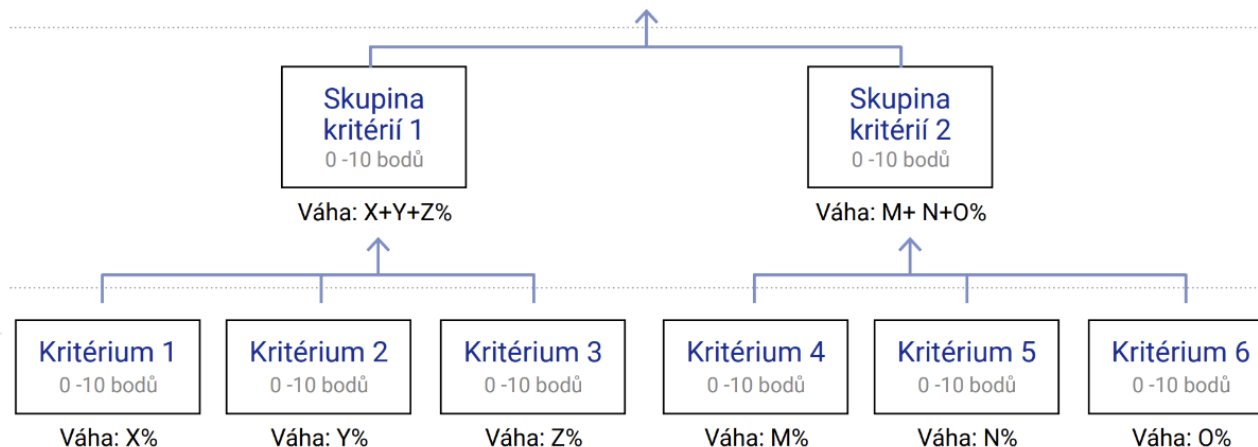 Skupina
kritérií 1
0 -10 bodů
Váha: X+Y+Z%
Skupina
kritérií 2
0 -10 bodů
Váha: M+ N+O%
Kritérium 1
0 -10 bodů
Váha: X%
Kritérium 2
0 -10 bodů
Váha: Y%
Kritérium 3
0 -10 bodů
Váha: Z%
Kritérium 4
0 -10 bodů
Váha: M%
Kritérium 5
0 -10 bodů
Váha: N%
Kritérium 6
0 -10 bodů
Váha: O%